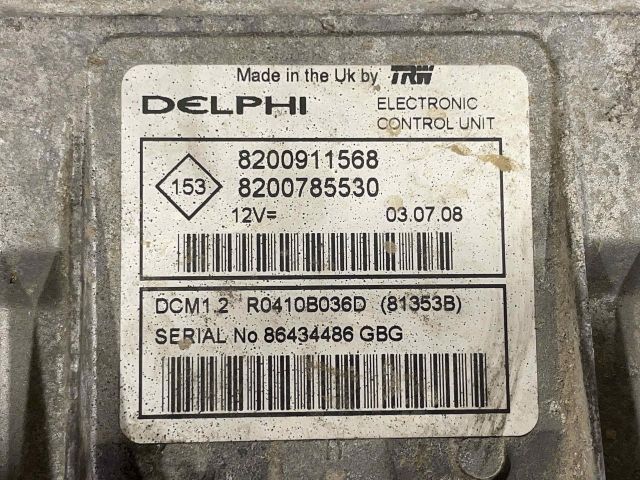 Made in the Uk by TRW
DELPHI
ELECTRONIC
CONTROL UNIT
153
8200911568
8200785530
12V=
03.07.08
DCM1.2 R0410B036D (81353B)
SERIAL No 86434486 GBG